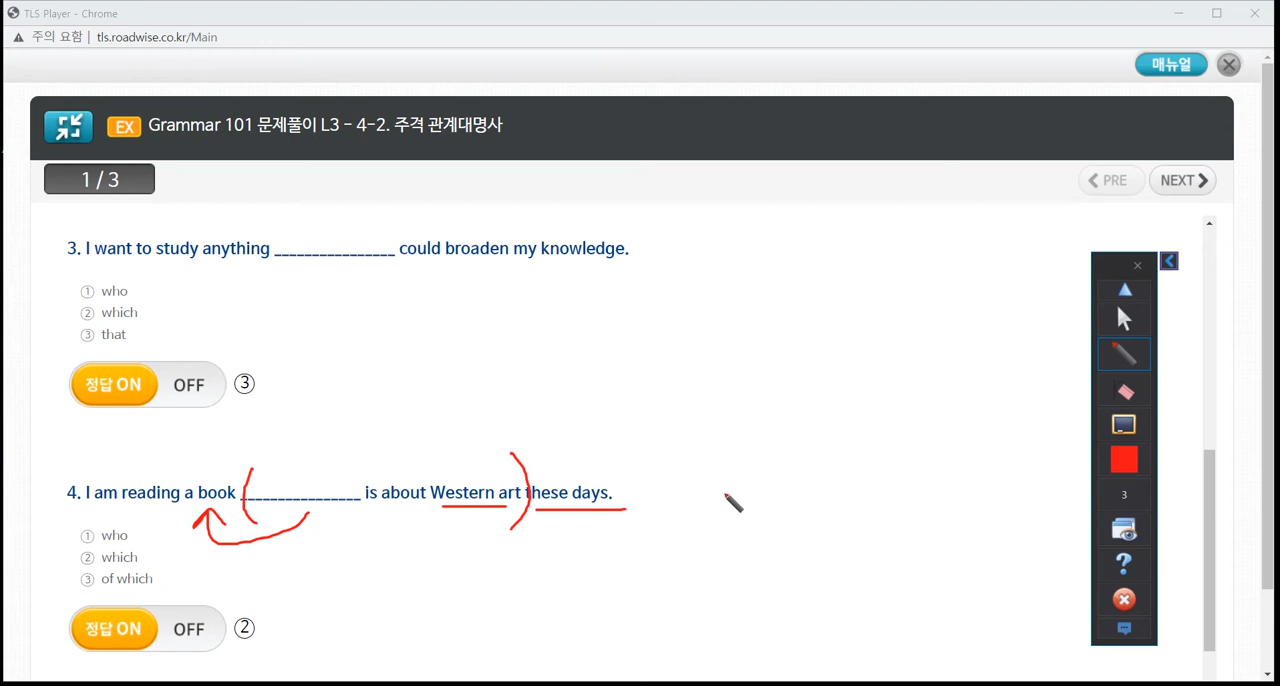 TLS Player - Chrome
주의 요함 | tls.roadwise.co.kr/Main
매뉴얼
EX Grammar 101 문제풀이 L3 - 4-2. 주격 관계대명사
1 / 3
PRE NEXT
3. I want to study anything ________________ could broaden my knowledge.
① who
② which
③ that
정답 ON OFF ③
4. I am reading a book ________________ is about Western art these days.
① who
② which
③ of which
정답 ON OFF ②
3